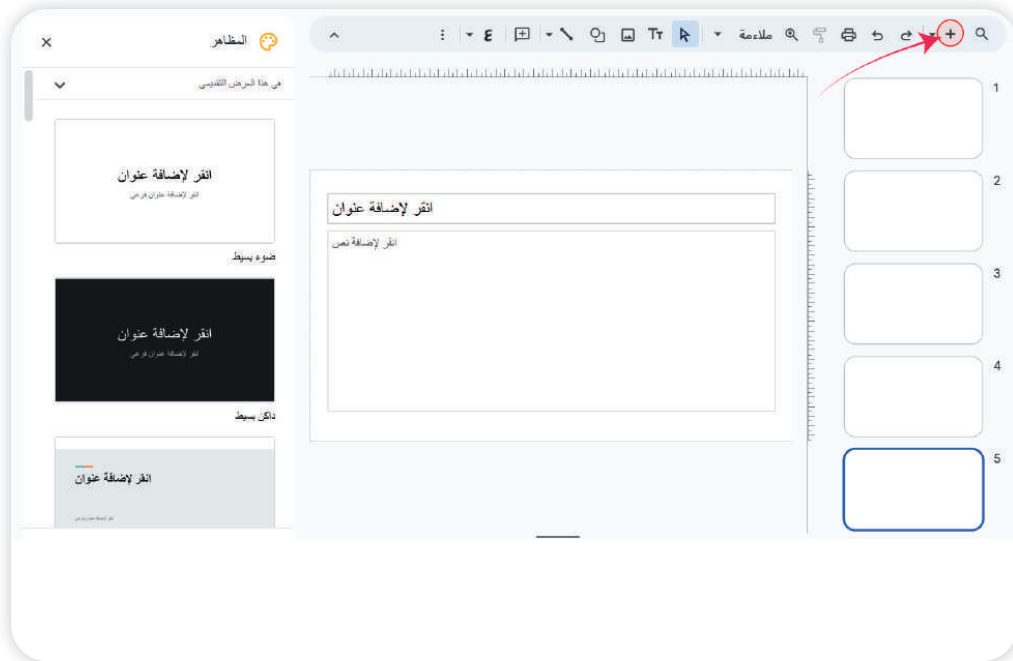 ملاءمة
ع
1
2
3
4
5
انقر لإضافة عنوان
انقر لإضافة نص
المظاهر
في هذا العرض التقديمي
انقر لإضافة عنوان
انقر لإضافة عنوان فرعي
ضوء بسيط
انقر لإضافة عنوان
انقر لإضافة عنوان فرعي
داكن بسيط
انقر لإضافة عنوان